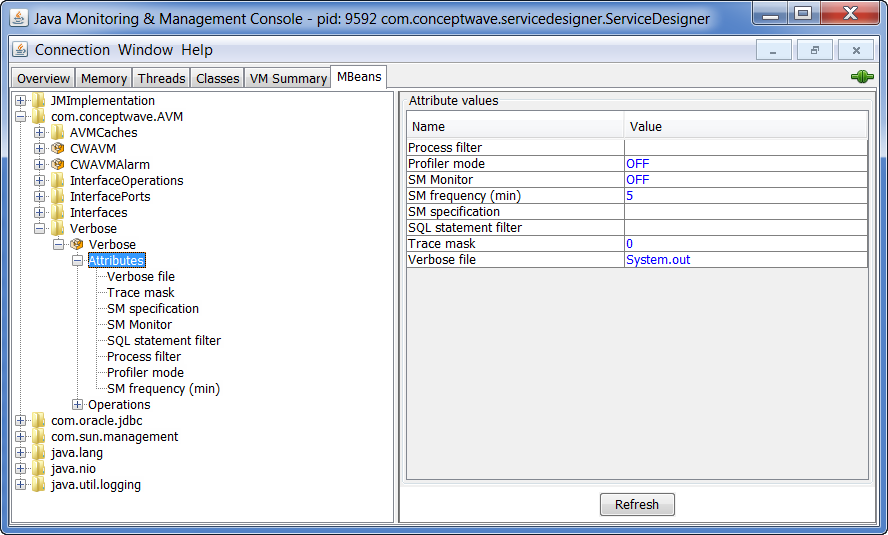 Java Monitoring & Management Console - pid: 9592 com.conceptwave.servicedesigner.ServiceDesigner
Connection Window Help
Overview Memory Threads Classes VM Summary MBeans
JMImplementation
com.conceptwave.AVM
AVMCaches
CWAVM
CWAVMAlarm
InterfaceOperations
InterfacePorts
Interfaces
Verbose
Verbose
Attributes
Verbose file
Trace mask
SM specification
SM Monitor
SQL statement filter
Process filter
Profiler mode
SM frequency (min)
Operations
com.oracle.jdbc
com.sun.management
java.lang
java.nio
java.util.logging
Attribute values
Name Value
Process filter
Profiler mode OFF
SM Monitor OFF
SM frequency (min) 5
SM specification
SQL statement filter
Trace mask 0
Verbose file System.out
Refresh